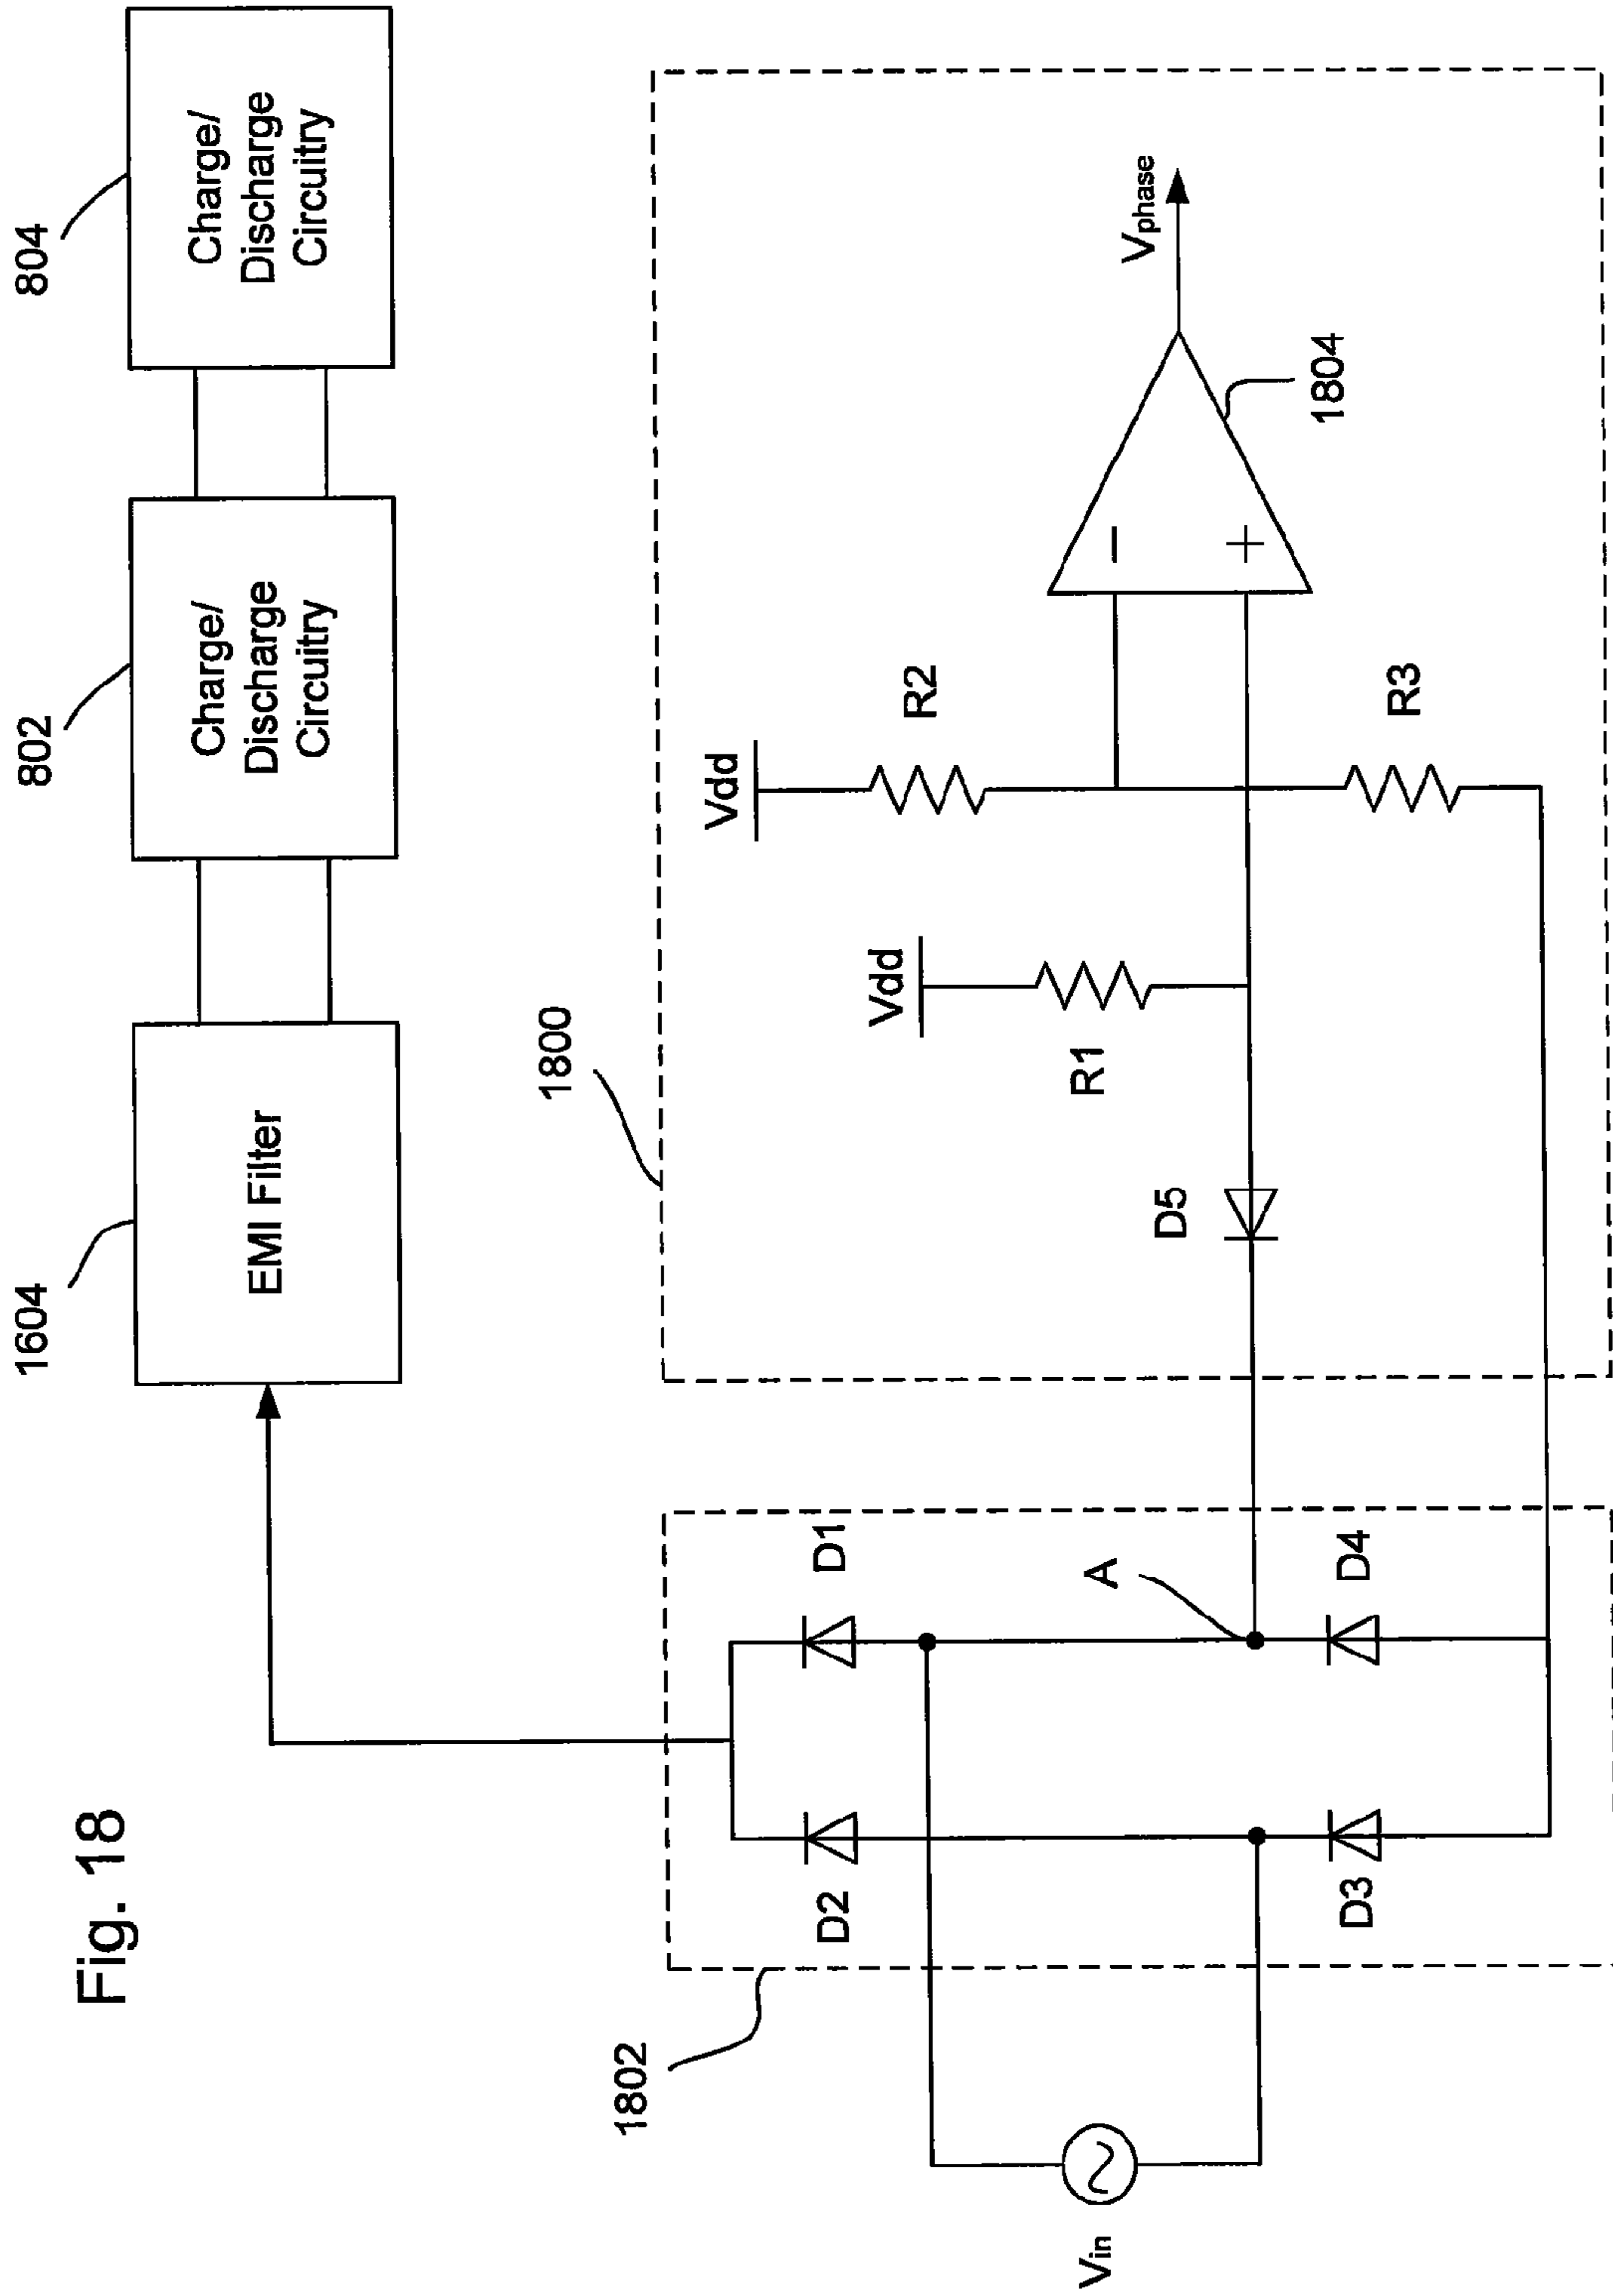 Fig. 18
1604
802
804
EMI Filter
Charge/
Discharge
Circuitry
Charge/
Discharge
Circuitry
1800
1802
Vdd
Vdd
R2
R1
D1
D2
A
D5
R3
D4
D3
Vin
−
+
Vphase
1804